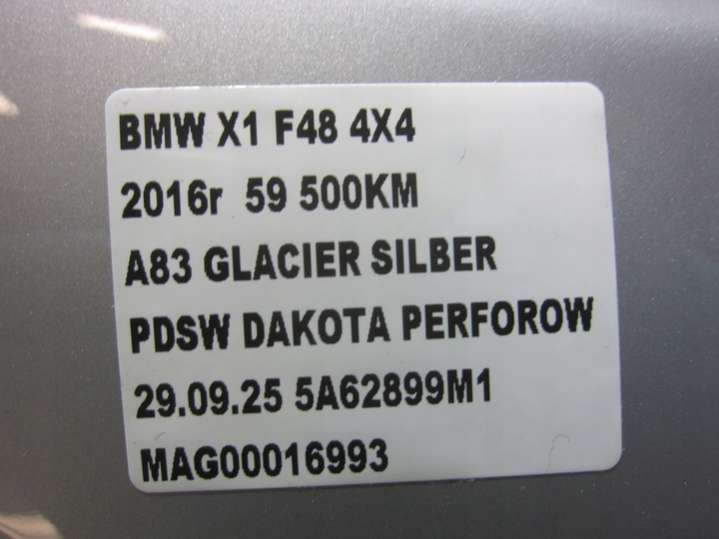 BMW X1 F48 4X4
2016r 59 500KM
A83 GLACIER SILBER
PDSW DAKOTA PERFOROW
29.09.25 5A62899M1
MAG00016993